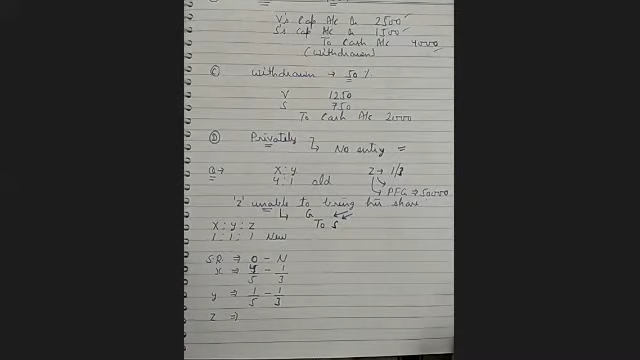 V's Cap A/c Dr 2500
S's Cap A/c Dr 1500
To Cash A/c 4000
(Withdrawn)
(C) Withdrawn → 50 %
V 1250
S 750
To Cash A/c 2000
(D) Privately
↳ No entry =
Q → X : Y Z → 1/3
4 : 1 old
PFG ⇒ 50000
'Z' unable to bring his share
↳ G
To S
X : Y : Z
1 : 1 : 1 New
SR ⇒ O - N
X ⇒ 4/5 - 1/3
Y ⇒ 1/5 - 1/3
Z ⇒